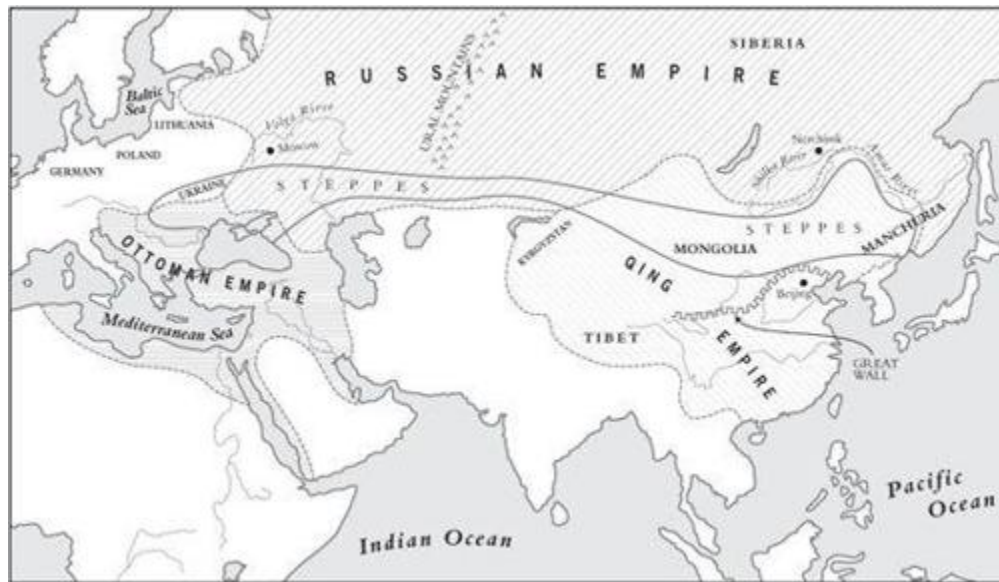 SIBERIA
RUSSIAN EMPIRE
URAL MOUNTAINS
Baltic
Sea
LITHUANIA
Volga River
Moscow
POLAND
GERMANY
UKRAINE
STEPPES
Nerchinsk
Shilka River
Amur River
STEPPES
MANCHURIA
MONGOLIA
KYRGYZSTAN
OTTOMAN EMPIRE
QING
EMPIRE
Beijing
Mediterranean Sea
TIBET
GREAT
WALL
Pacific
Ocean
Indian Ocean